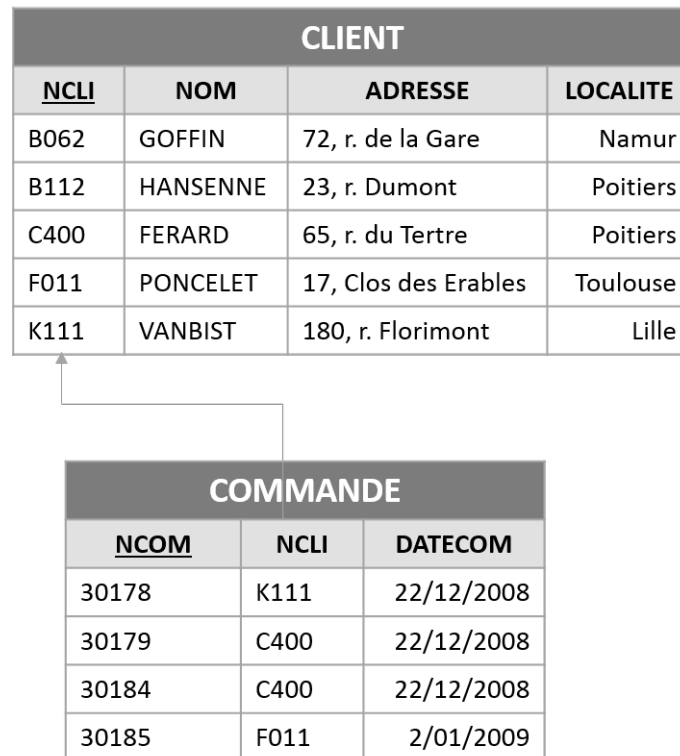 CLIENT
NCLI NOM ADRESSE LOCALITE
B062 GOFFIN 72, r. de la Gare Namur
B112 HANSENNE 23, r. Dumont Poitiers
C400 FERARD 65, r. du Tertre Poitiers
F011 PONCELET 17, Clos des Erables Toulouse
K111 VANBIST 180, r. Florimont Lille
COMMANDE
NCOM NCLI DATECOM
30178 K111 22/12/2008
30179 C400 22/12/2008
30184 C400 22/12/2008
30185 F011 2/01/2009